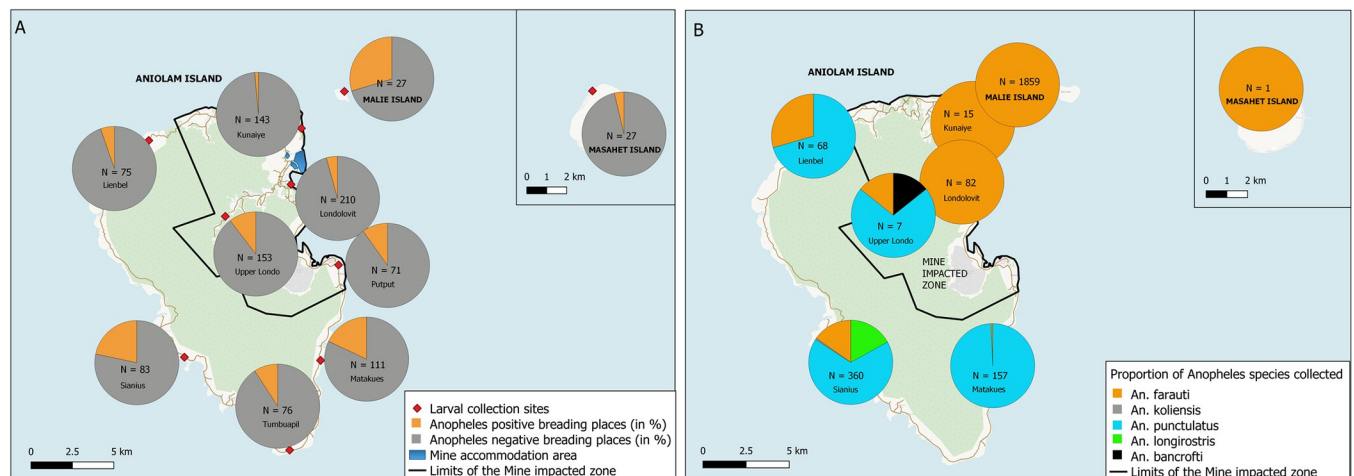 A
ANIOLAM ISLAND
N = 27
MALIE ISLAND
N = 143
Kunaiye
N = 27
MASAHET ISLAND
0 1 2 km
N = 75
Lienbel
N = 210
Londolovit
N = 153
Upper Londo
N = 71
Putput
N = 83
Sianius
N = 111
Matakues
N = 76
Tumbuapil
0 2.5 5 km
Larval collection sites
Anopheles positive breading places (in %)
Anopheles negative breading places (in %)
Mine accommodation area
Limits of the Mine impacted zone
B
ANIOLAM ISLAND
N = 1859
MALIE ISLAND
N = 15
Kunaiye
N = 1
MASAHET ISLAND
0 1 2 km
N = 68
Lienbel
N = 82
Londolovit
N = 7
Upper Londo
MINE
IMPACTED
ZONE
N = 360
Sianius
N = 157
Matakues
0 2.5 5 km
Proportion of Anopheles species collected
An. farauti
An. koliensis
An. punctulatus
An. longirostris
An. bancrofti
Limits of the Mine impacted zone